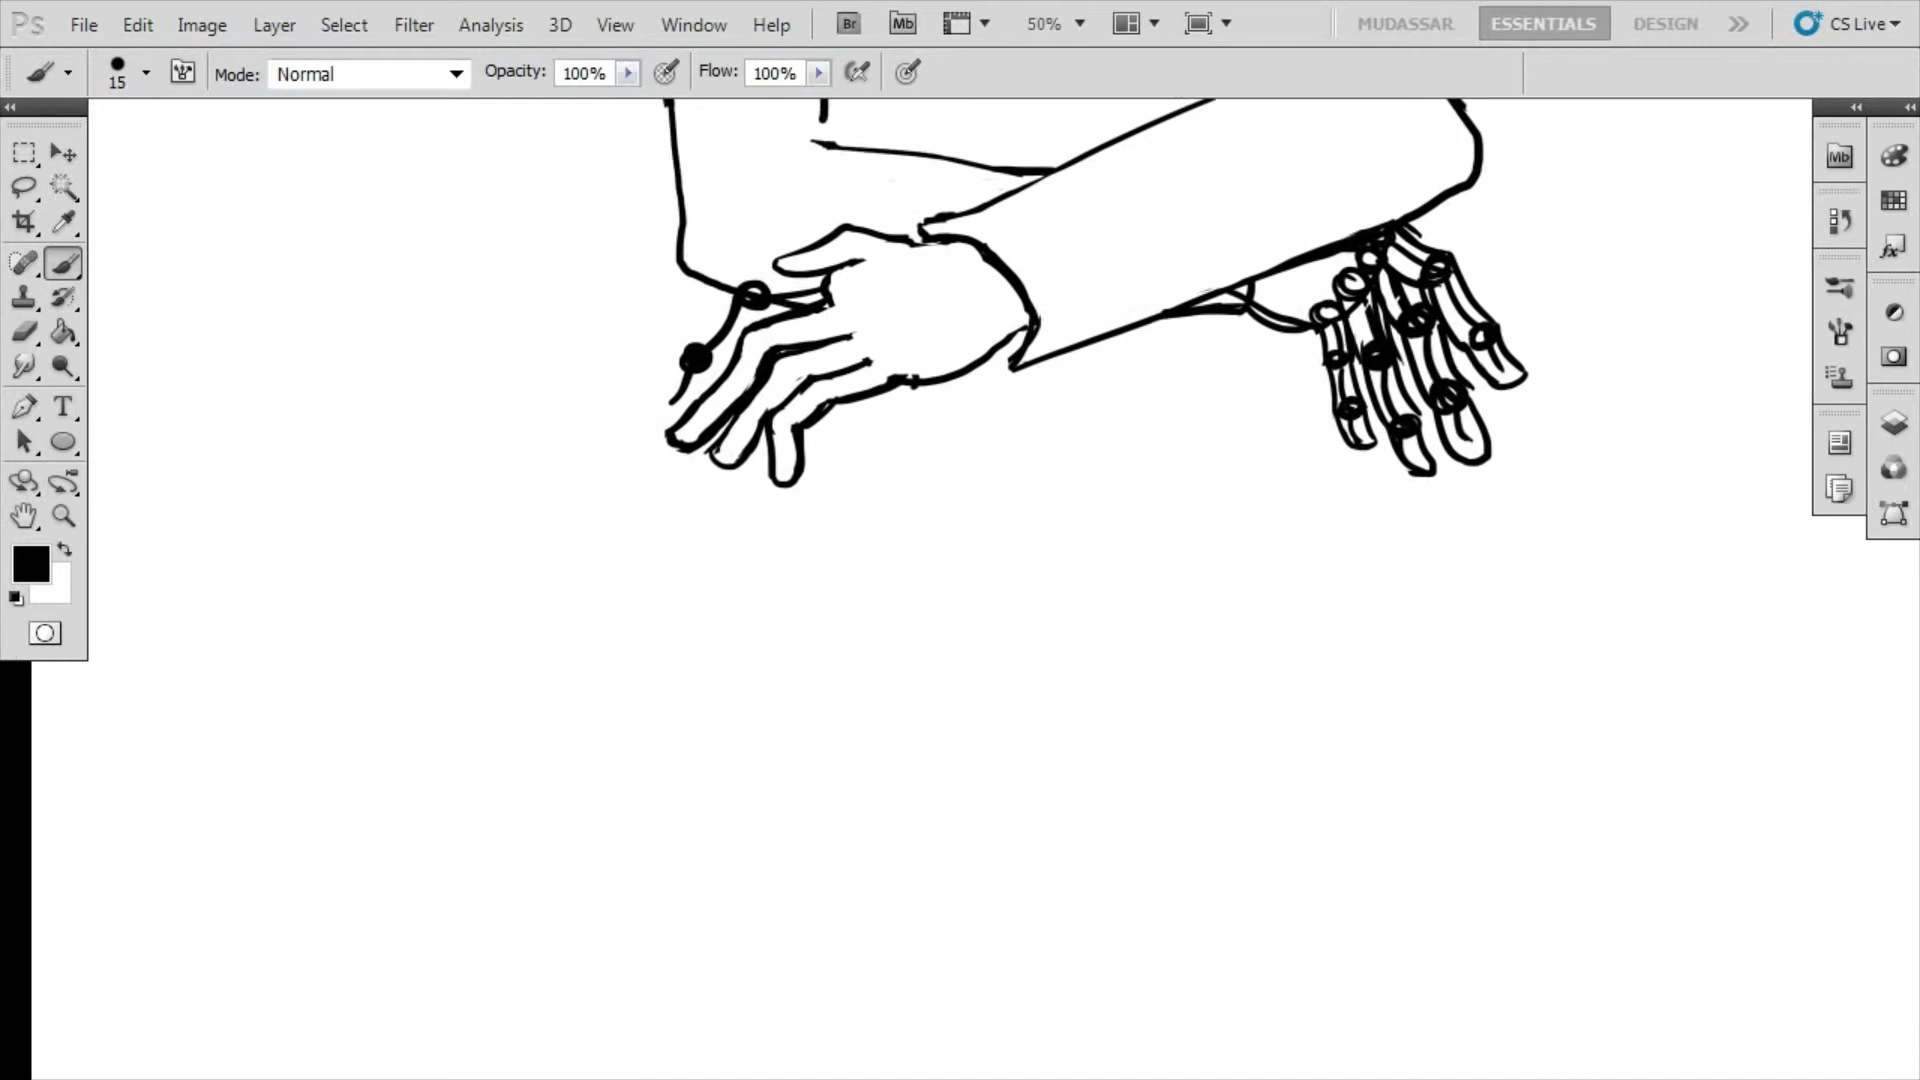 Ps File Edit Image Layer Select Filter Analysis 3D View Window Help Br Mb 50% MUDASSAR ESSENTIALS DESIGN CS Live
15 Mode: Normal Opacity: 100% Flow: 100%
Mb
fx
T